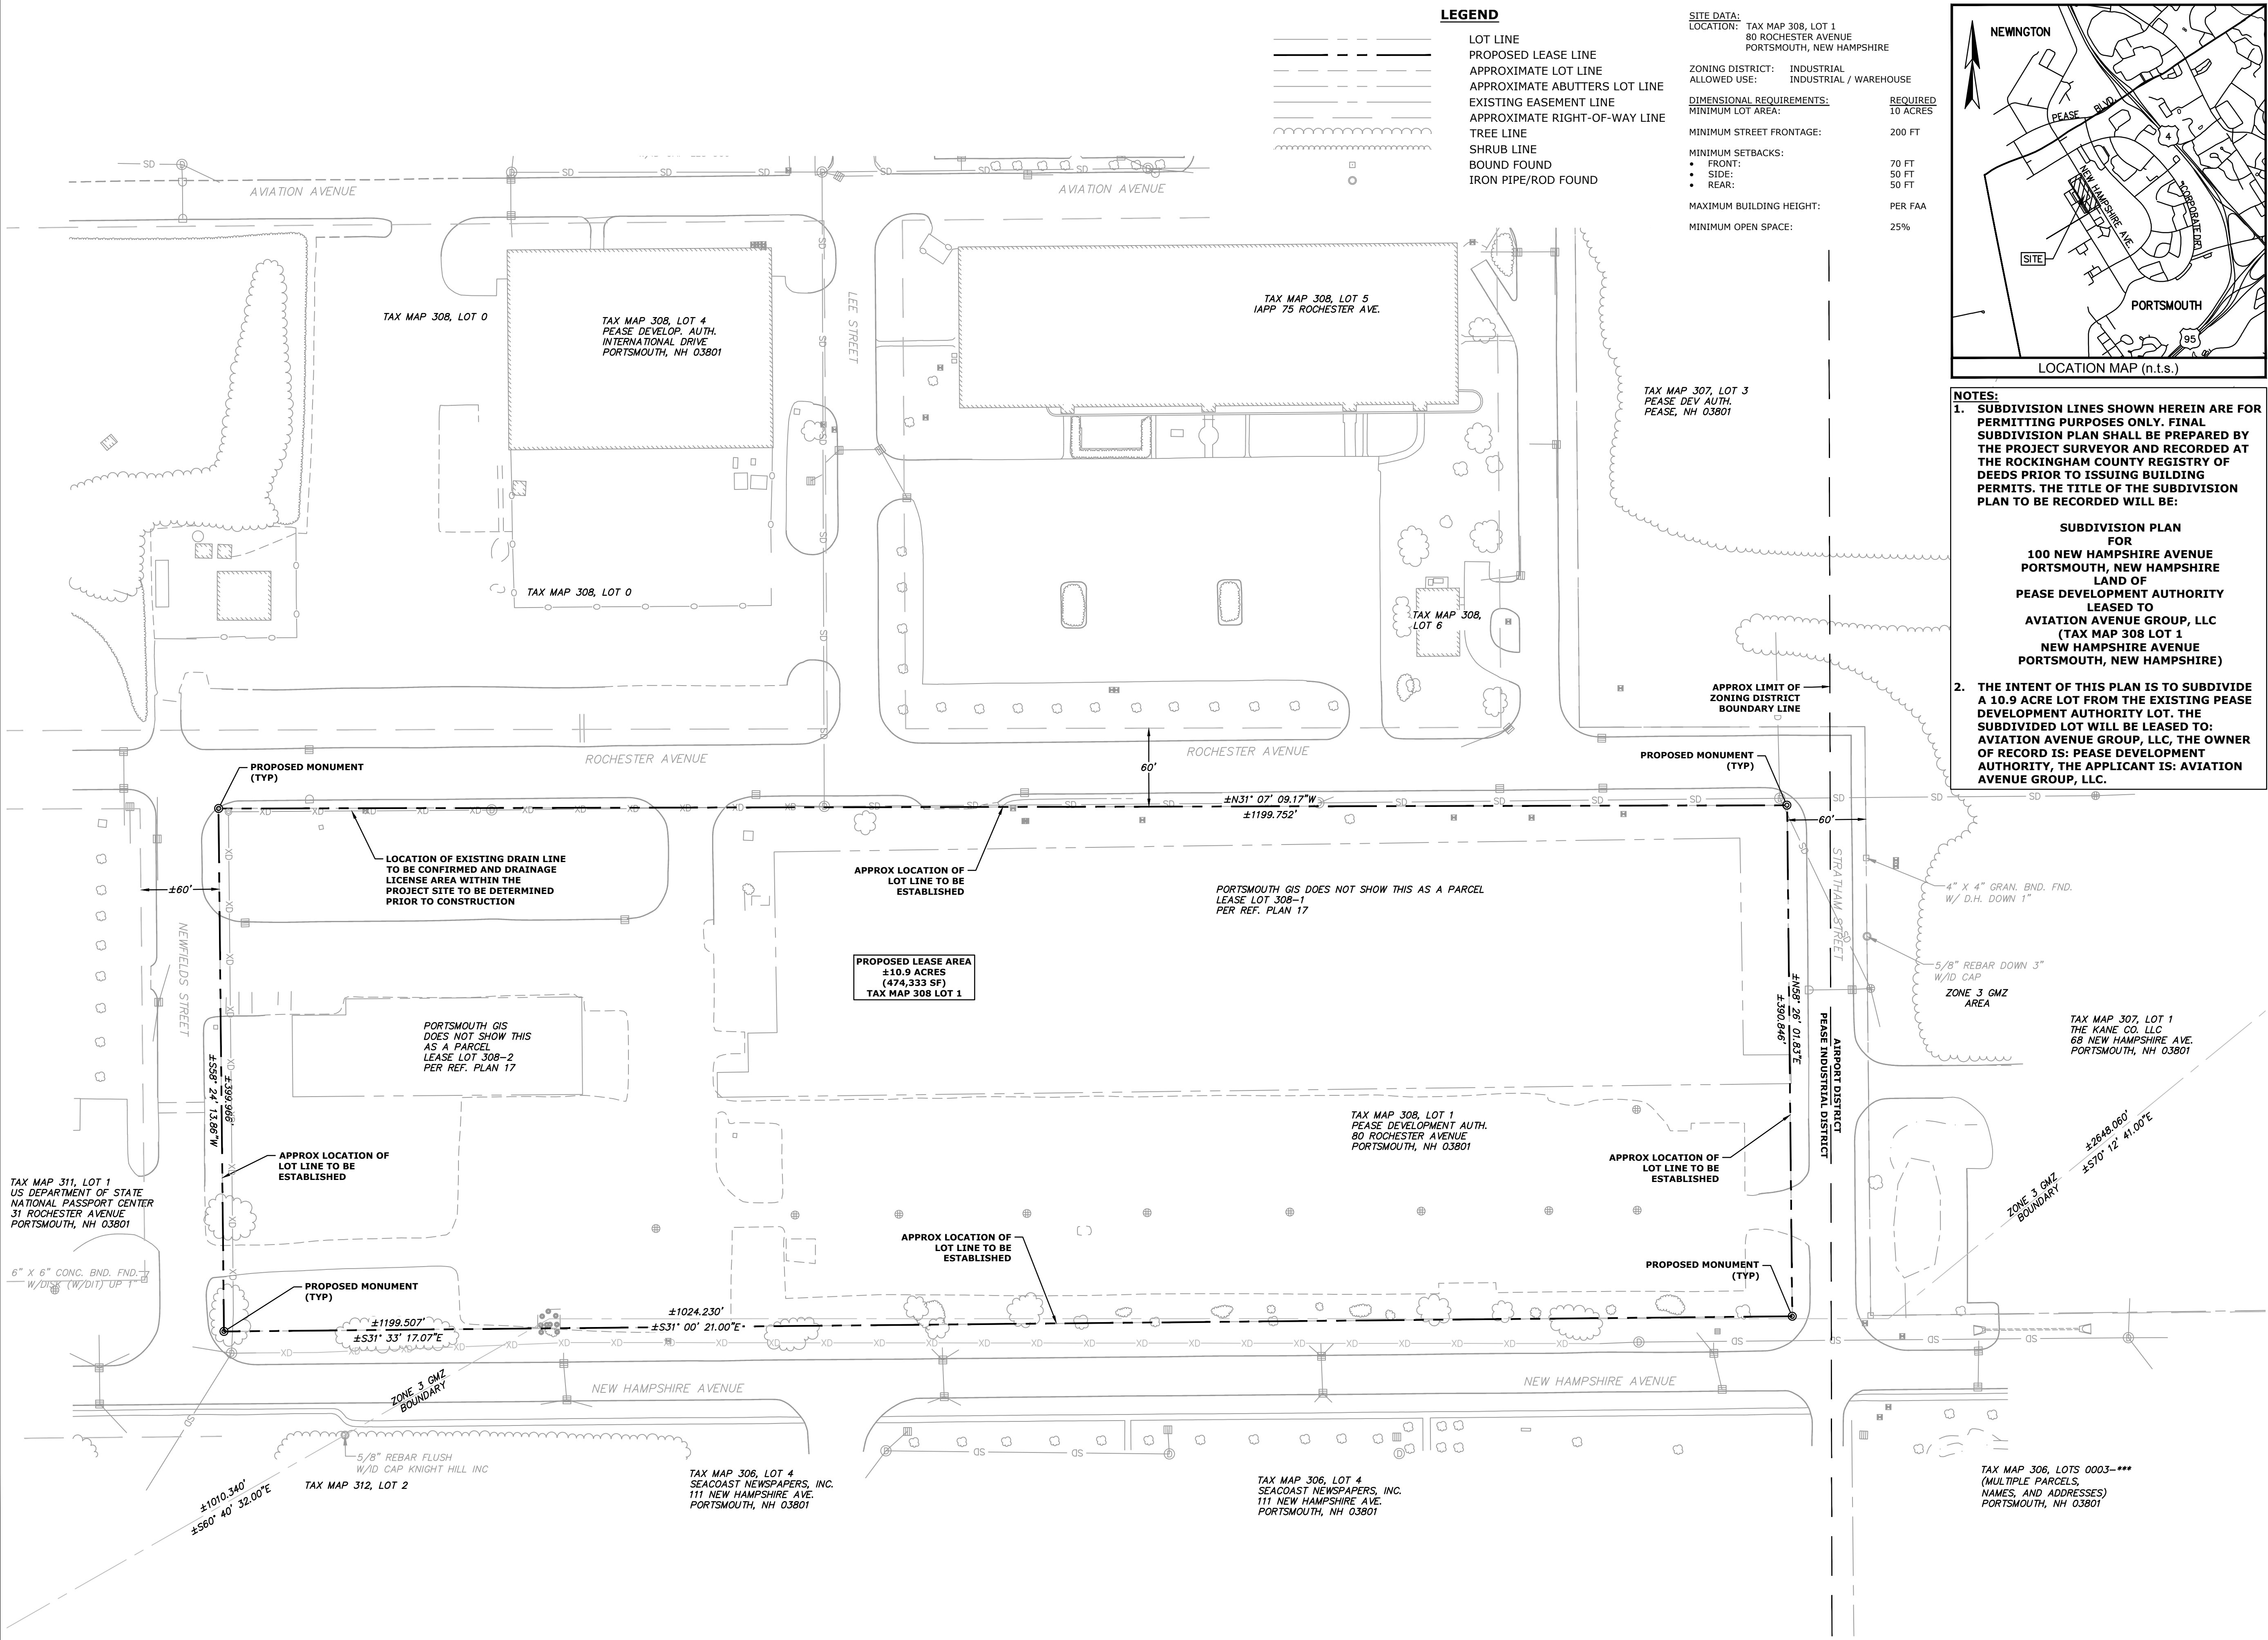 LEGEND
LOT LINE
PROPOSED LEASE LINE
APPROXIMATE LOT LINE
APPROXIMATE ABUTTERS LOT LINE
EXISTING EASEMENT LINE
APPROXIMATE RIGHT-OF-WAY LINE
TREE LINE
SHRUB LINE
BOUND FOUND
IRON PIPE/ROD FOUND
SITE DATA:
LOCATION: TAX MAP 308, LOT 1
80 ROCHESTER AVENUE
PORTSMOUTH, NEW HAMPSHIRE
ZONING DISTRICT: INDUSTRIAL
ALLOWED USE: INDUSTRIAL / WAREHOUSE
DIMENSIONAL REQUIREMENTS: REQUIRED
MINIMUM LOT AREA: 10 ACRES
MINIMUM STREET FRONTAGE: 200 FT
MINIMUM SETBACKS:
• FRONT: 70 FT
• SIDE: 50 FT
• REAR: 50 FT
MAXIMUM BUILDING HEIGHT: PER FAA
MINIMUM OPEN SPACE: 25%
NEWINGTON
PEASE BLVD.
4
NEW HAMPSHIRE AVE.
CORPORATE DR.
SITE
PORTSMOUTH
95
LOCATION MAP (n.t.s.)
NOTES:
1. SUBDIVISION LINES SHOWN HEREIN ARE FOR
PERMITTING PURPOSES ONLY. FINAL
SUBDIVISION PLAN SHALL BE PREPARED BY
THE PROJECT SURVEYOR AND RECORDED AT
THE ROCKINGHAM COUNTY REGISTRY OF
DEEDS PRIOR TO ISSUING BUILDING
PERMITS. THE TITLE OF THE SUBDIVISION
PLAN TO BE RECORDED WILL BE:
SUBDIVISION PLAN
FOR
100 NEW HAMPSHIRE AVENUE
PORTSMOUTH, NEW HAMPSHIRE
LAND OF
PEASE DEVELOPMENT AUTHORITY
LEASED TO
AVIATION AVENUE GROUP, LLC
(TAX MAP 308 LOT 1
NEW HAMPSHIRE AVENUE
PORTSMOUTH, NEW HAMPSHIRE)
2. THE INTENT OF THIS PLAN IS TO SUBDIVIDE
A 10.9 ACRE LOT FROM THE EXISTING PEASE
DEVELOPMENT AUTHORITY LOT. THE
SUBDIVIDED LOT WILL BE LEASED TO:
AVIATION AVENUE GROUP, LLC, THE OWNER
OF RECORD IS: PEASE DEVELOPMENT
AUTHORITY, THE APPLICANT IS: AVIATION
AVENUE GROUP, LLC.
AVIATION AVENUE
AVIATION AVENUE
LEE STREET
TAX MAP 308, LOT 0
TAX MAP 308, LOT 4
PEASE DEVELOP. AUTH.
INTERNATIONAL DRIVE
PORTSMOUTH, NH 03801
TAX MAP 308, LOT 5
IAPP 75 ROCHESTER AVE.
TAX MAP 307, LOT 3
PEASE DEV AUTH.
PEASE, NH 03801
TAX MAP 308, LOT 0
TAX MAP 308,
LOT 6
APPROX LIMIT OF
ZONING DISTRICT
BOUNDARY LINE
ROCHESTER AVENUE
ROCHESTER AVENUE
60'
PROPOSED MONUMENT
(TYP)
PROPOSED MONUMENT
(TYP)
±N31° 07' 09.17"W
±1199.752'
60'
LOCATION OF EXISTING DRAIN LINE
TO BE CONFIRMED AND DRAINAGE
LICENSE AREA WITHIN THE
PROJECT SITE TO BE DETERMINED
PRIOR TO CONSTRUCTION
APPROX LOCATION OF
LOT LINE TO BE
ESTABLISHED
±60'
NEWFIELDS STREET
STRATHAM STREET
PORTSMOUTH GIS DOES NOT SHOW THIS AS A PARCEL
LEASE LOT 308-1
PER REF. PLAN 17
4" X 4" GRAN. BND. FND.
W/ D.H. DOWN 1"
5/8" REBAR DOWN 3"
W/ID CAP
ZONE 3 GMZ
AREA
PROPOSED LEASE AREA
±10.9 ACRES
(474,333 SF)
TAX MAP 308 LOT 1
PORTSMOUTH GIS
DOES NOT SHOW THIS
AS A PARCEL
LEASE LOT 308-2
PER REF. PLAN 17
±N58° 26' 01.83"E
±390.846'
AIRPORT DISTRICT
PEASE INDUSTRIAL DISTRICT
TAX MAP 307, LOT 1
THE KANE CO. LLC
68 NEW HAMPSHIRE AVE.
PORTSMOUTH, NH 03801
±399.966'
±S58° 24' 13.86"W
TAX MAP 308, LOT 1
PEASE DEVELOPMENT AUTH.
80 ROCHESTER AVENUE
PORTSMOUTH, NH 03801
±2648.060'
±S70° 12' 41.00"E
ZONE 3 GMZ
BOUNDARY
APPROX LOCATION OF
LOT LINE TO BE
ESTABLISHED
APPROX LOCATION OF
LOT LINE TO BE
ESTABLISHED
TAX MAP 311, LOT 1
US DEPARTMENT OF STATE
NATIONAL PASSPORT CENTER
31 ROCHESTER AVENUE
PORTSMOUTH, NH 03801
APPROX LOCATION OF
LOT LINE TO BE
ESTABLISHED
6" X 6" CONC. BND. FND.
W/DISK (W/DIT) UP 1"
PROPOSED MONUMENT
(TYP)
PROPOSED MONUMENT
(TYP)
±1199.507'
±S31° 33' 17.07"E
±1024.230'
±S31° 00' 21.00"E
ZONE 3 GMZ
BOUNDARY
NEW HAMPSHIRE AVENUE
NEW HAMPSHIRE AVENUE
5/8" REBAR FLUSH
W/ID CAP KNIGHT HILL INC
TAX MAP 312, LOT 2
±1010.340'
±S60° 40' 32.00"E
TAX MAP 306, LOT 4
SEACOAST NEWSPAPERS, INC.
111 NEW HAMPSHIRE AVE.
PORTSMOUTH, NH 03801
TAX MAP 306, LOT 4
SEACOAST NEWSPAPERS, INC.
111 NEW HAMPSHIRE AVE.
PORTSMOUTH, NH 03801
TAX MAP 306, LOTS 0003-***
(MULTIPLE PARCELS,
NAMES, AND ADDRESSES)
PORTSMOUTH, NH 03801